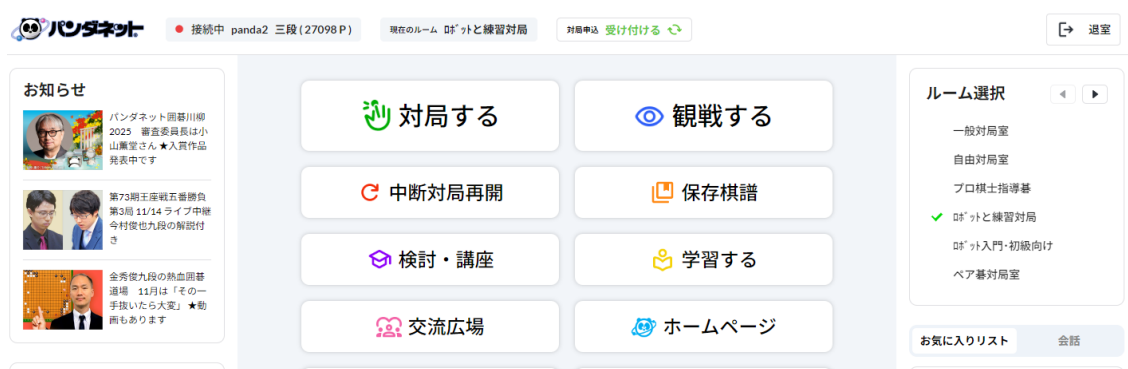 パンダネット
接続中 panda2 三段(27098P)
現在のルーム ﾛﾎﾞｯﾄと練習対局
対局申込 受け付ける
退室
お知らせ
パンダネット囲碁川柳
2025 審査委員長は小
山薫堂さん★入賞作品
発表中です
第73期王座戦五番勝負
第3局 11/14 ライブ中継
今村俊也九段の解説付
き
金秀俊九段の熱血囲碁
道場 11月は「その一
手抜いたら大変」 ★動
画もあります
対局する
観戦する
中断対局再開
保存棋譜
検討・講座
学習する
交流広場
ホームページ
ルーム選択
一般対局室
自由対局室
プロ棋士指導碁
ﾛﾎﾞｯﾄと練習対局
ﾛﾎﾞｯﾄ入門･初級向け
ペア碁対局室
お気に入りリスト
会話